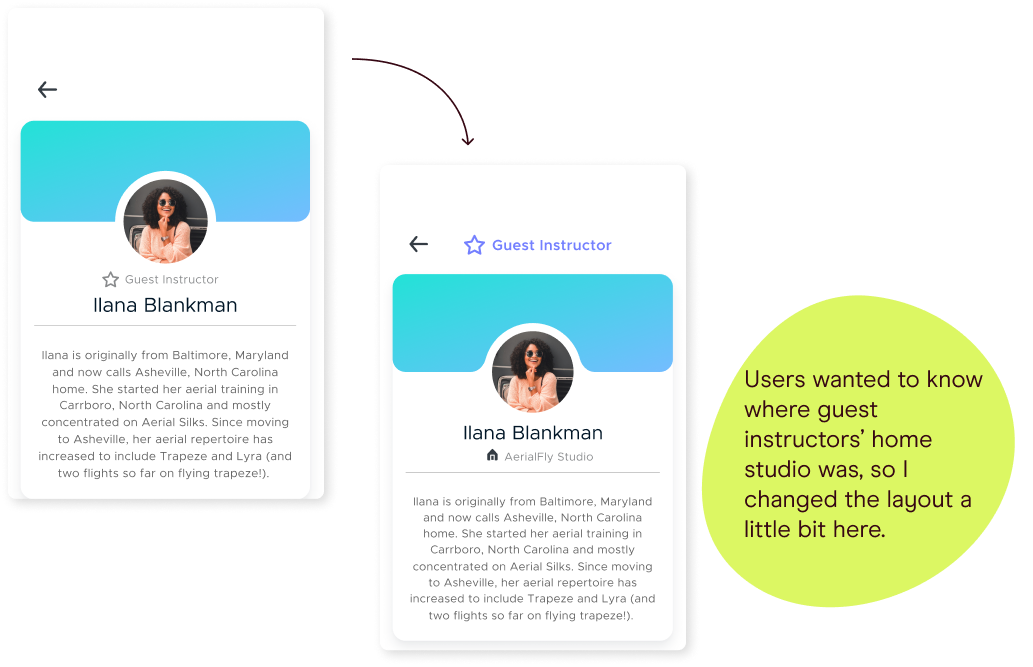 Guest Instructor
Ilana Blankman
Ilana is originally from Baltimore, Maryland
and now calls Asheville, North Carolina
home. She started her aerial training in
Carrboro, North Carolina and mostly
concentrated on Aerial Silks. Since moving
to Asheville, her aerial repertoire has
increased to include Trapeze and Lyra (and
two flights so far on flying trapeze!).
Guest Instructor
Ilana Blankman
AerialFly Studio
Ilana is originally from Baltimore, Maryland
and now calls Asheville, North Carolina
home. She started her aerial training in
Carrboro, North Carolina and mostly
concentrated on Aerial Silks. Since moving
to Asheville, her aerial repertoire has
increased to include Trapeze and Lyra (and
two flights so far on flying trapeze!).
Users wanted to know
where guest
instructors’ home
studio was, so I
changed the layout a
little bit here.